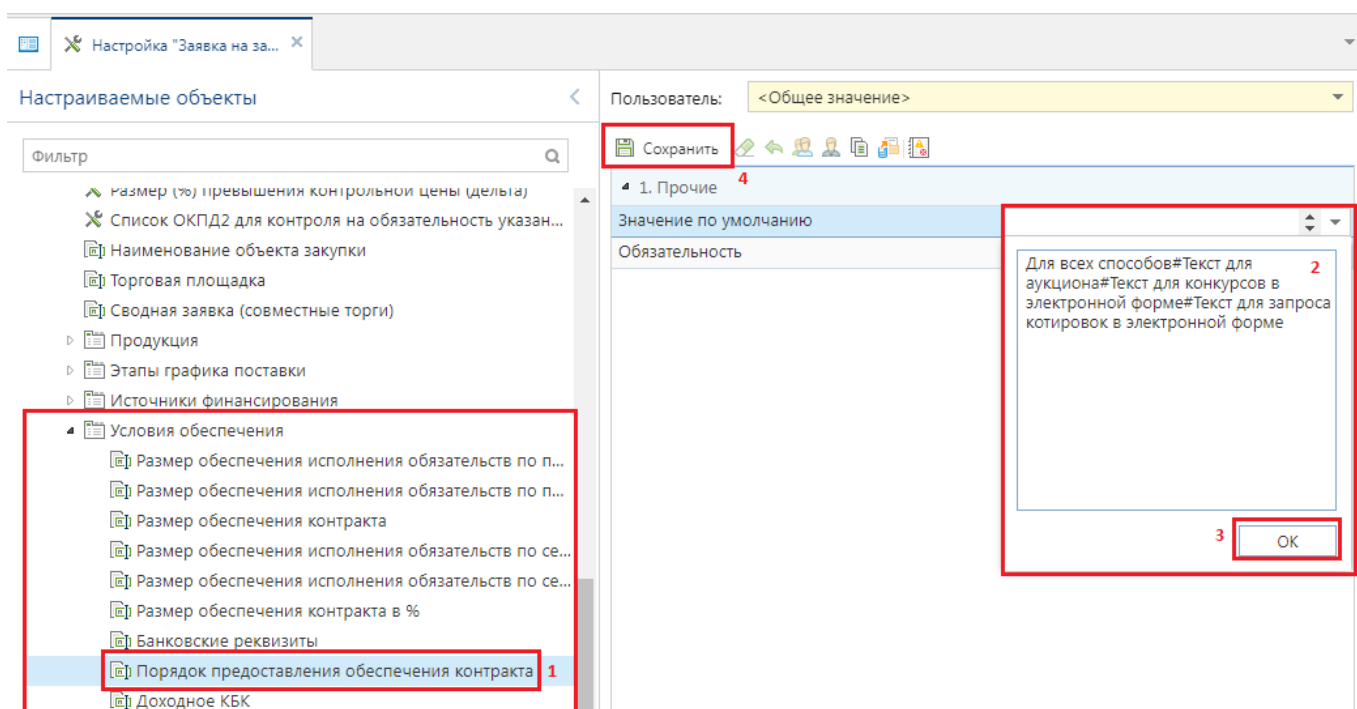 Настройка "Заявка на за...
Настраиваемые объекты
Фильтр
Размер (%) превышения контрольной цены (дельта)
Список ОКПД2 для контроля на обязательность указан...
Наименование объекта закупки
Торговая площадка
Сводная заявка (совместные торги)
Продукция
Этапы графика поставки
Источники финансирования
Условия обеспечения
Размер обеспечения исполнения обязательств по п...
Размер обеспечения исполнения обязательств по п...
Размер обеспечения контракта
Размер обеспечения исполнения обязательств по се...
Размер обеспечения исполнения обязательств по се...
Размер обеспечения контракта в %
Банковские реквизиты
Порядок предоставления обеспечения контракта 1
Доходное КБК
Пользователь: <Общее значение>
Сохранить
4
1. Прочие
Значение по умолчанию
Обязательность
2
Для всех способов#Текст для
аукциона#Текст для конкурсов в
электронной форме#Текст для запроса
котировок в электронной форме
3
OK